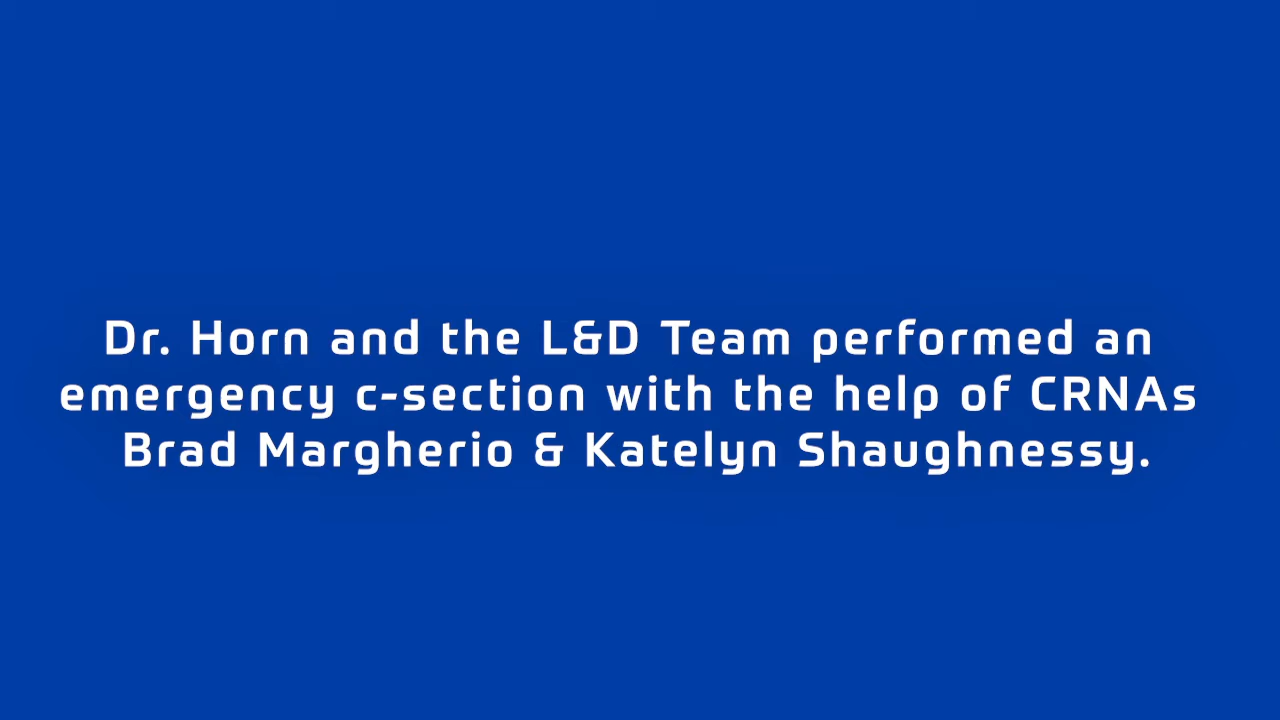 Dr. Horn and the L&D Team performed an
emergency c-section with the help of CRNAs
Brad Margherio & Katelyn Shaughnessy.